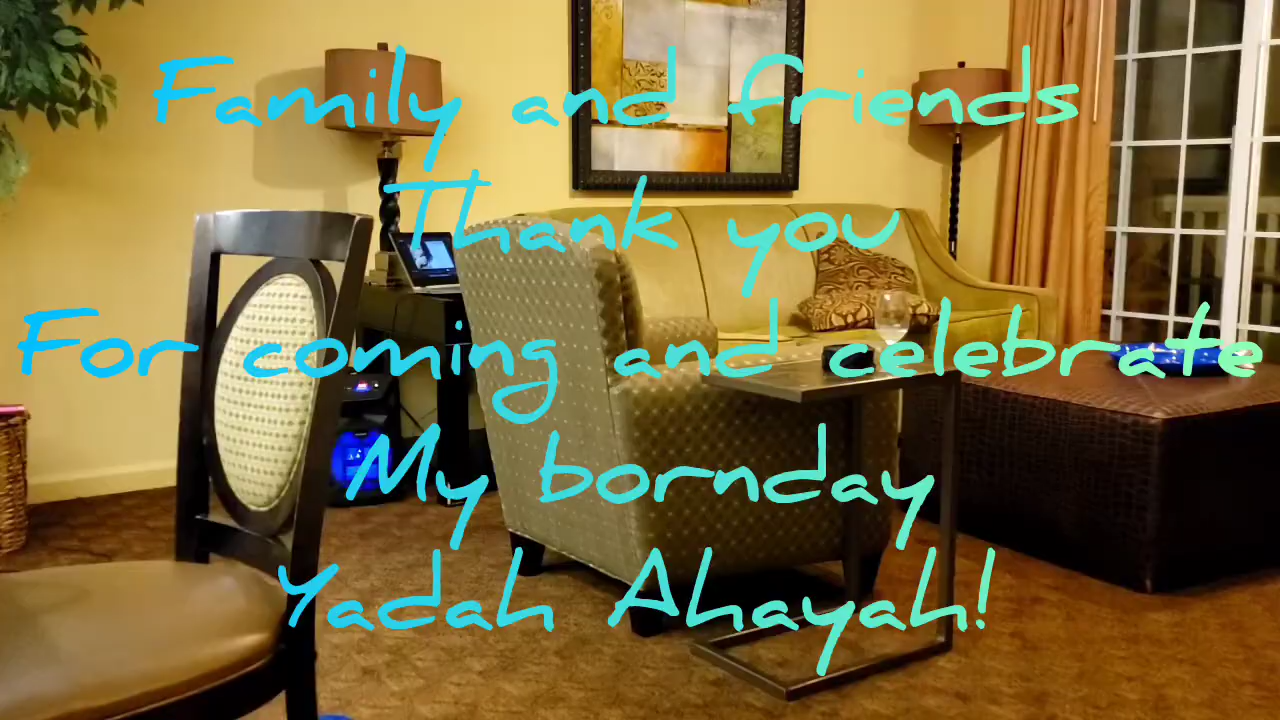 Family and friends
Thank you
For coming and celebrate
My bornday
Yadah Ahayah!